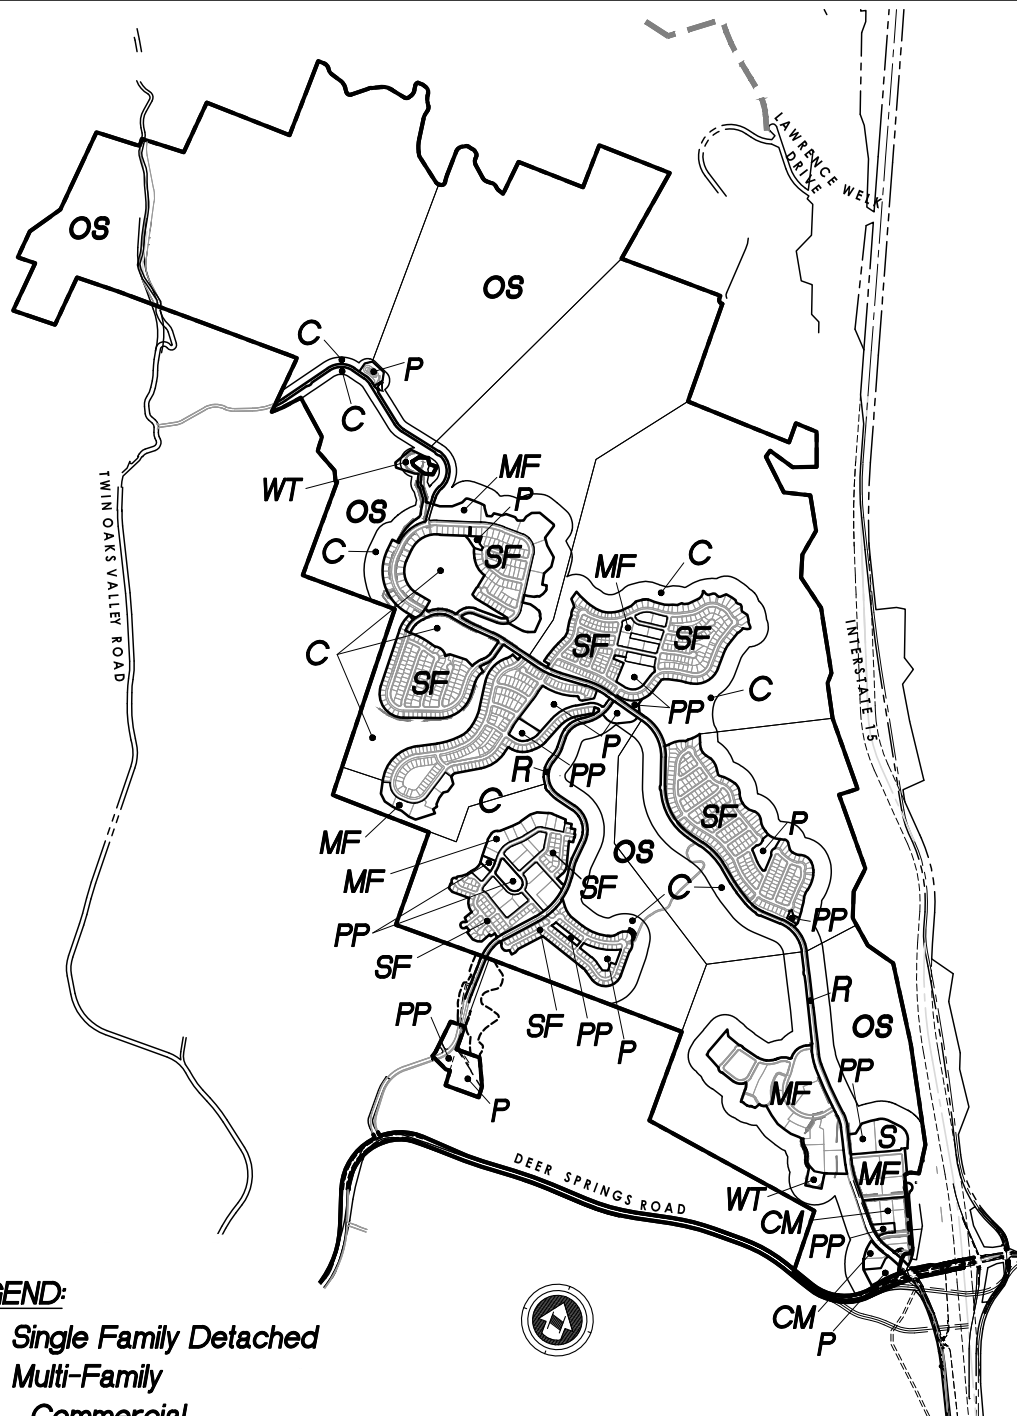 LAWRENCE WELK
DRIVE
OS
OS
C
P
C
MF
WT
P
OS
C
SF
C
MF
TWIN OAKS VALLEY ROAD
SF
SF
INTERSTATE 15
C
SF
C
PP
P
R
PP
C
SF
P
MF
OS
MF
SF
C
PP
PP
SF
R
PP
SF
PP
OS
P
PP
MF
P
S
DEER SPRINGS ROAD
MF
WT
CM
PP
GEND:
CM
P
Single Family Detached
Multi-Family
Commercial